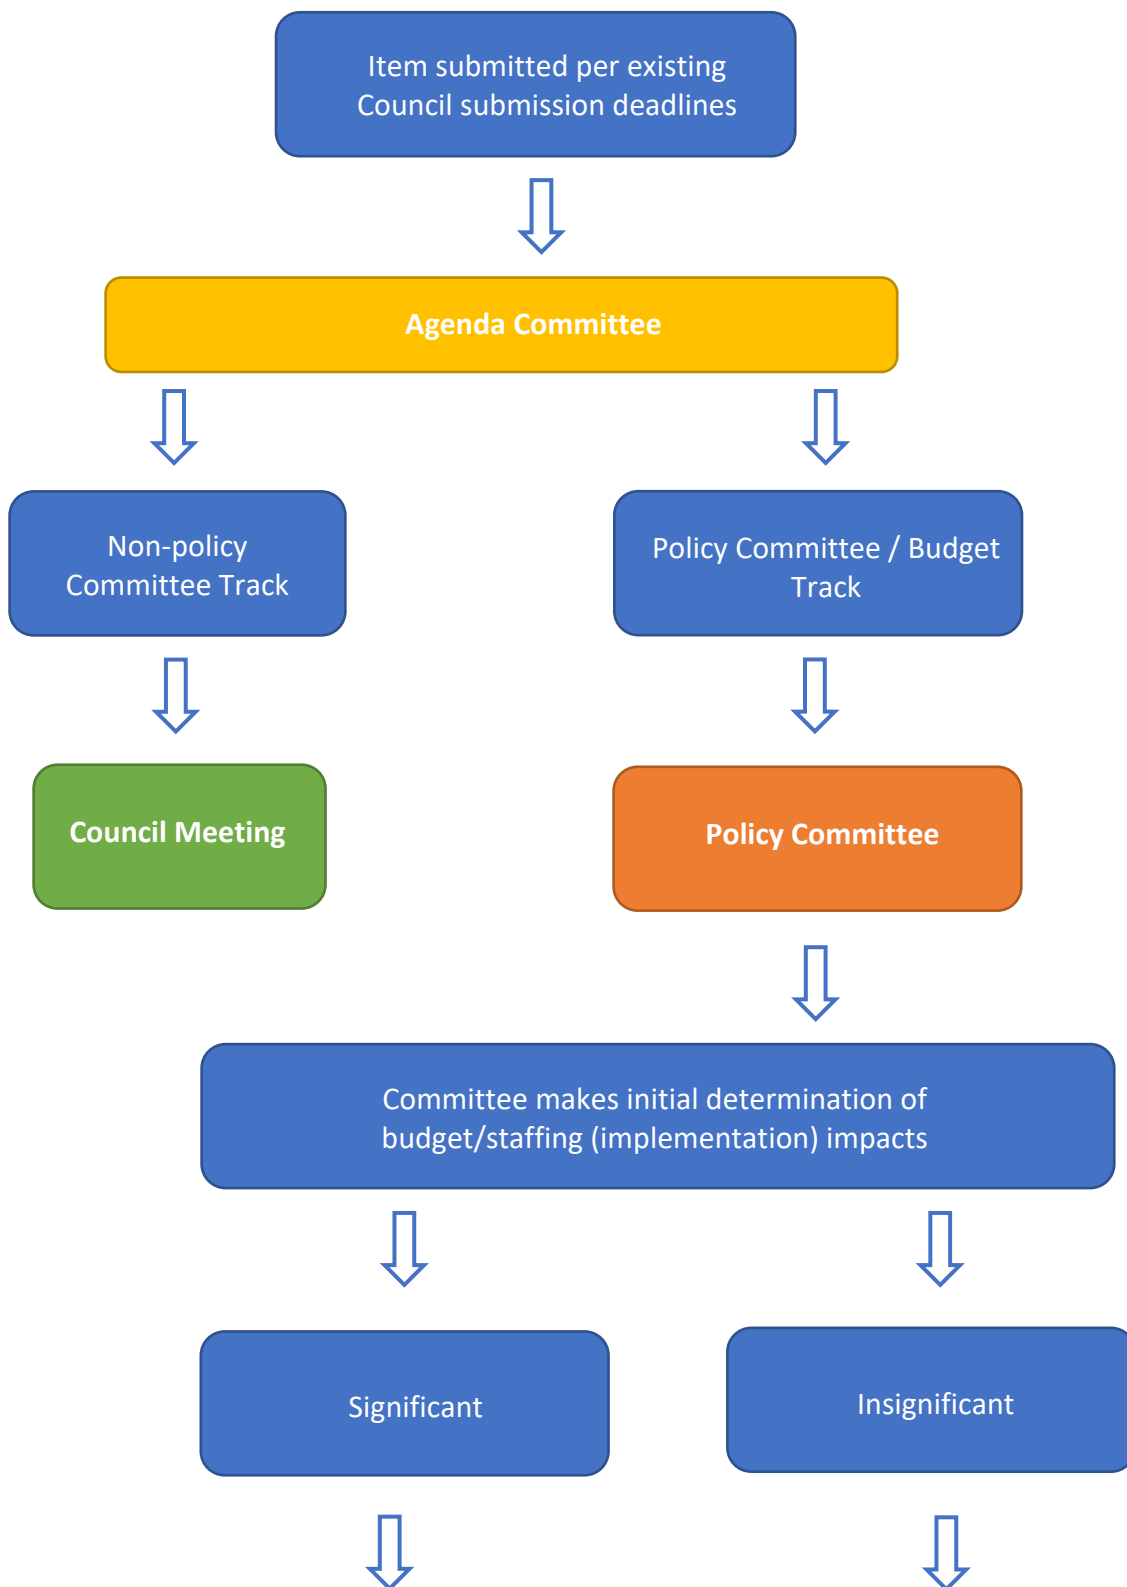 Item submitted per existing
Council submission deadlines
Agenda Committee
Non-policy
Committee Track
Policy Committee / Budget
Track
Council Meeting
Policy Committee
Committee makes initial determination of
budget/staffing (implementation) impacts
Significant
Insignificant